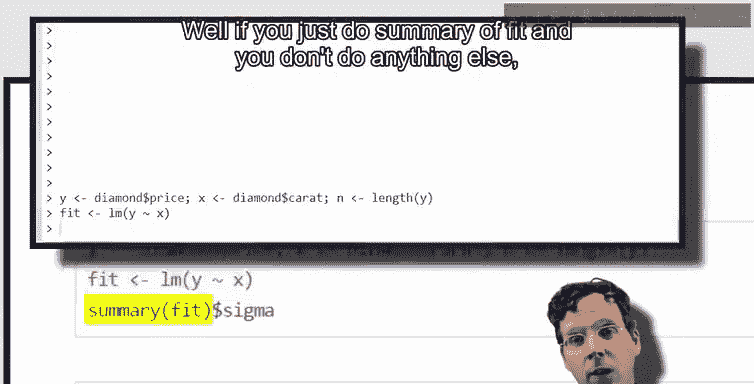 Well if you just do summary of fit and
you don't do anything else,
>
>
>
>
>
>
>
>
>
>
>
> y <- diamond$price; x <- diamond$carat; n <- length(y)
> fit <- lm(y ~ x)
>
fit <- lm(y ~ x)
summary(fit)$sigma